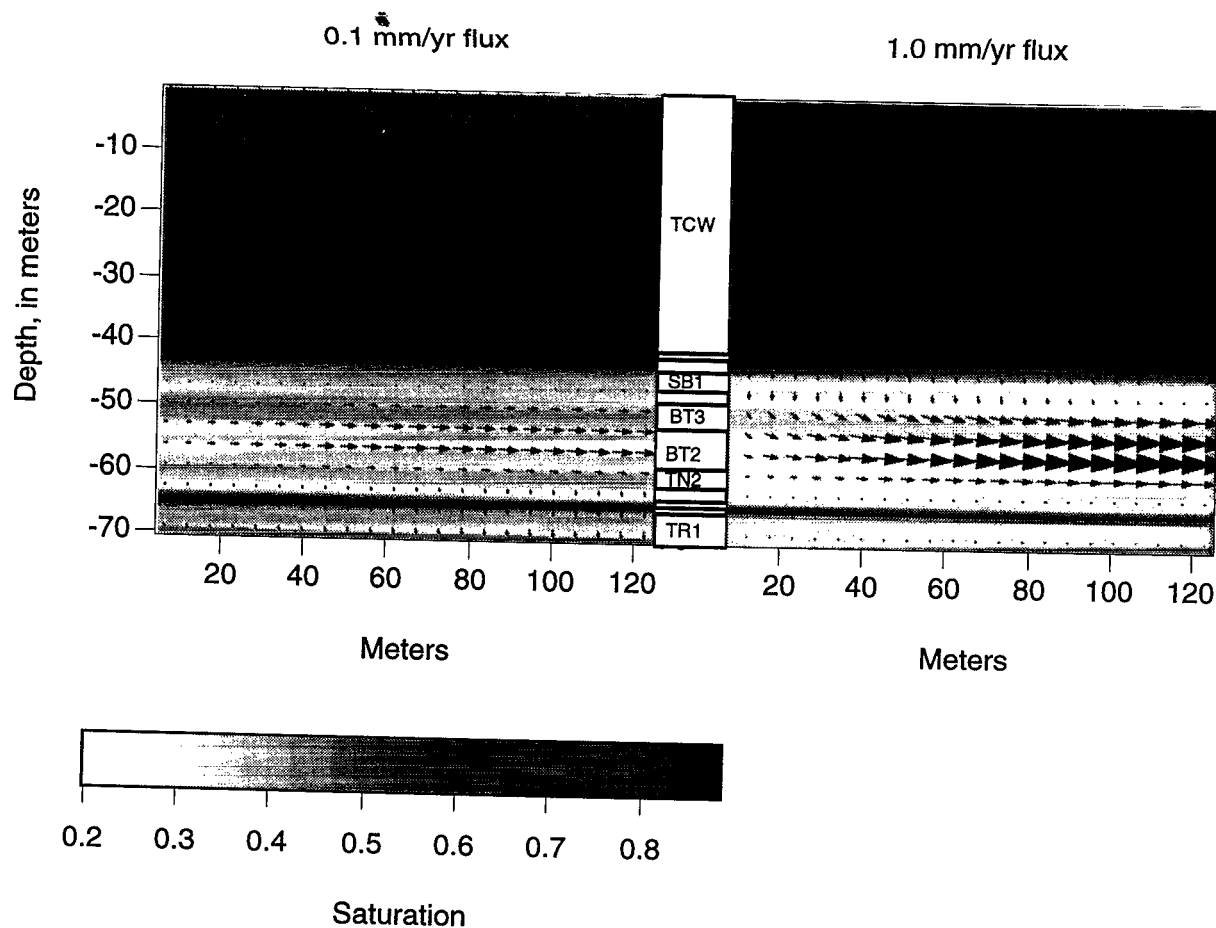 0.1 mm/yr flux
1.0 mm/yr flux
Depth, in meters
-10
-20
-30
-40
-50
-60
-70
TCW
SB1
BT3
BT2
TN2
TR1
20 40 60 80 100 120
20 40 60 80 100 120
Meters
Meters
0.2 0.3 0.4 0.5 0.6 0.7 0.8
Saturation